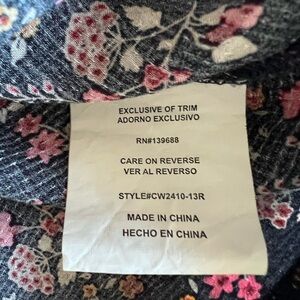 EXCLUSIVE OF TRIM
ADORNO EXCLUSIVO
RN#139688
CARE ON REVERSE
VER AL REVERSO
STYLE#CW2410-13R
MADE IN CHINA
HECHO EN CHINA